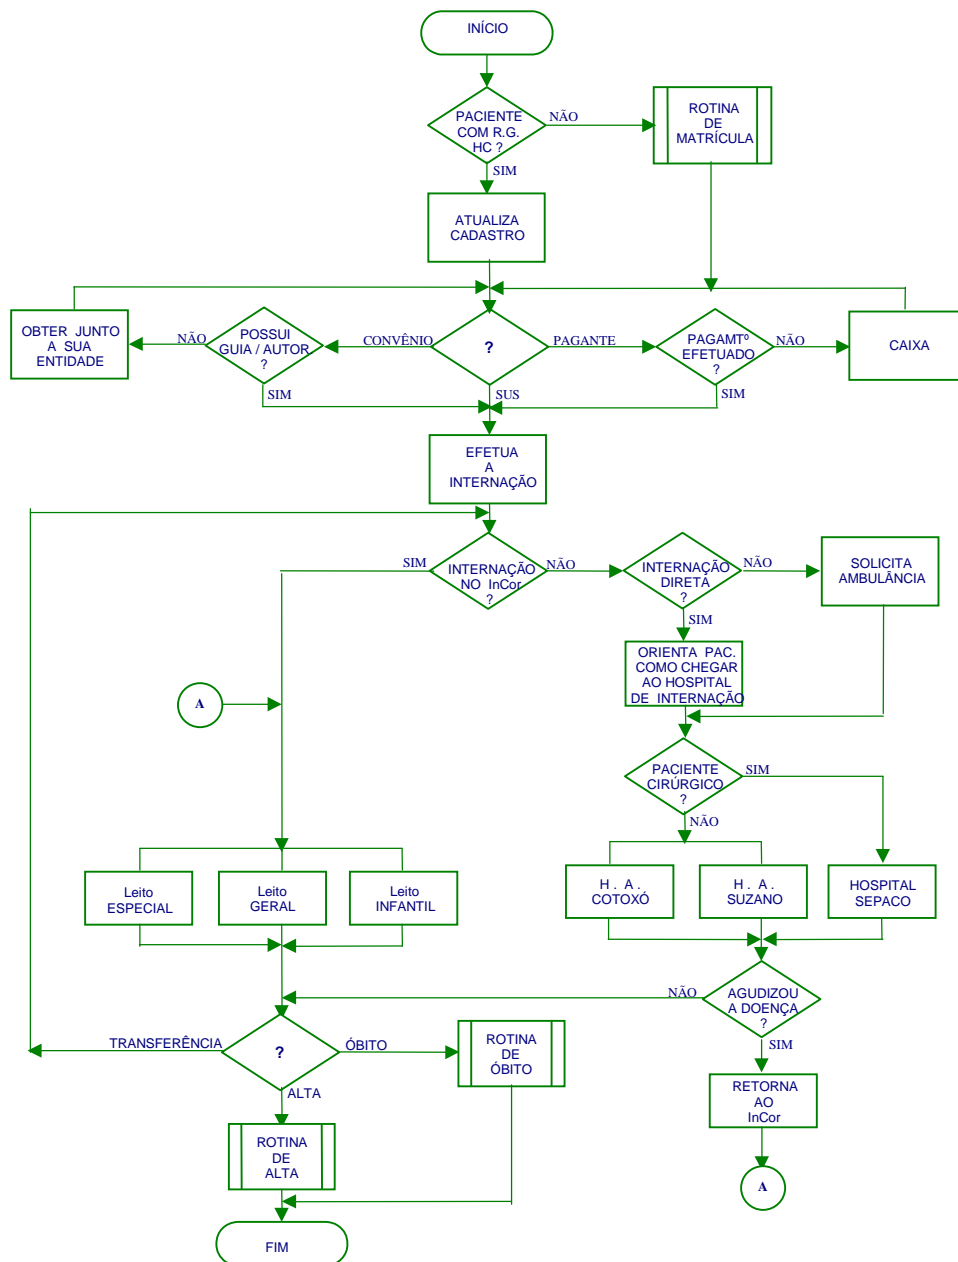 INÍCIO
PACIENTE
COM R.G.
HC ?
NÃO
SIM
ROTINA
DE
MATRÍCULA
ATUALIZA
CADASTRO
OBTER JUNTO
A SUA
ENTIDADE
NÃO
POSSUI
GUIA / AUTOR.
?
SIM
CONVÊNIO
?
SUS
PAGANTE
PAGAMTº
EFETUADO
?
SIM
NÃO
CAIXA
EFETUA
A
INTERNAÇÃO
SIM
INTERNAÇÃO
NO InCor
?
NÃO
INTERNAÇÃO
DIRETA
?
NÃO
SIM
SOLICITA
AMBULÂNCIA
ORIENTA PAC.
COMO CHEGAR
AO HOSPITAL
DE INTERNAÇÃO
A
PACIENTE
CIRÚRGICO
?
SIM
NÃO
Leito
ESPECIAL
Leito
GERAL
Leito
INFANTIL
H . A .
COTOXÓ
H . A .
SUZANO
HOSPITAL
SEPACO
NÃO
AGUDIZOU
A DOENÇA
?
SIM
TRANSFERÊNCIA
?
ÓBITO
ALTA
ROTINA
DE
ÓBITO
RETORNA
AO
InCor
ROTINA
DE
ALTA
A
FIM